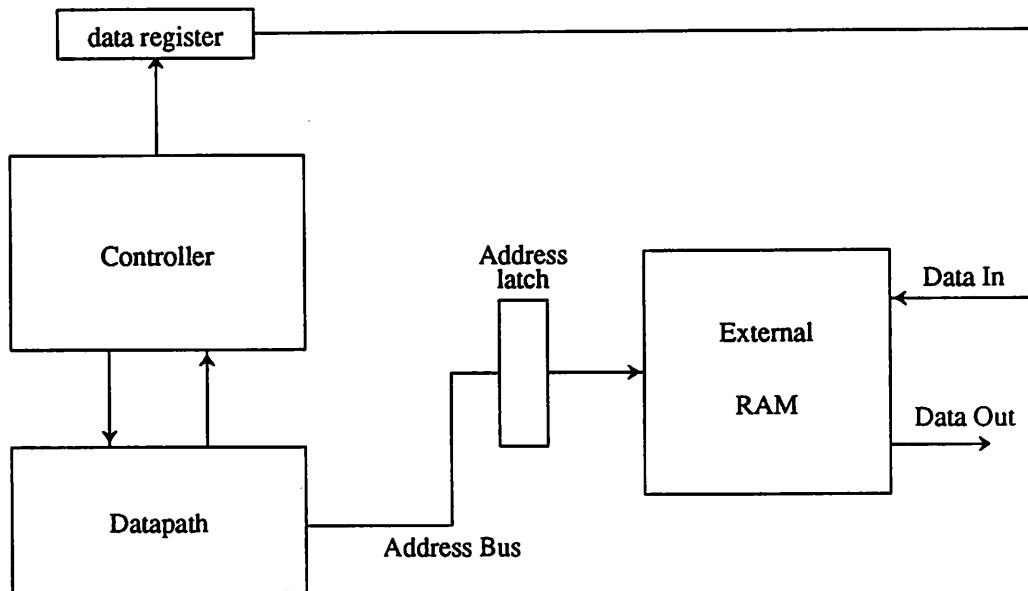 data register
Controller
Address
latch
External
RAM
Data In
Data Out
Datapath
Address Bus